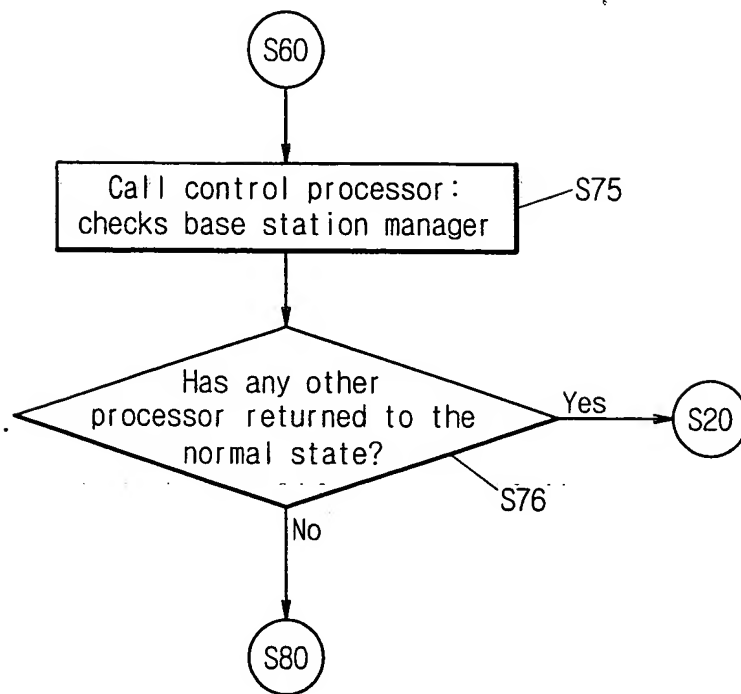 S60
Call control processor:
checks base station manager
S75
Has any other
processor returned to the
normal state?
Yes
S20
S76
No
S80